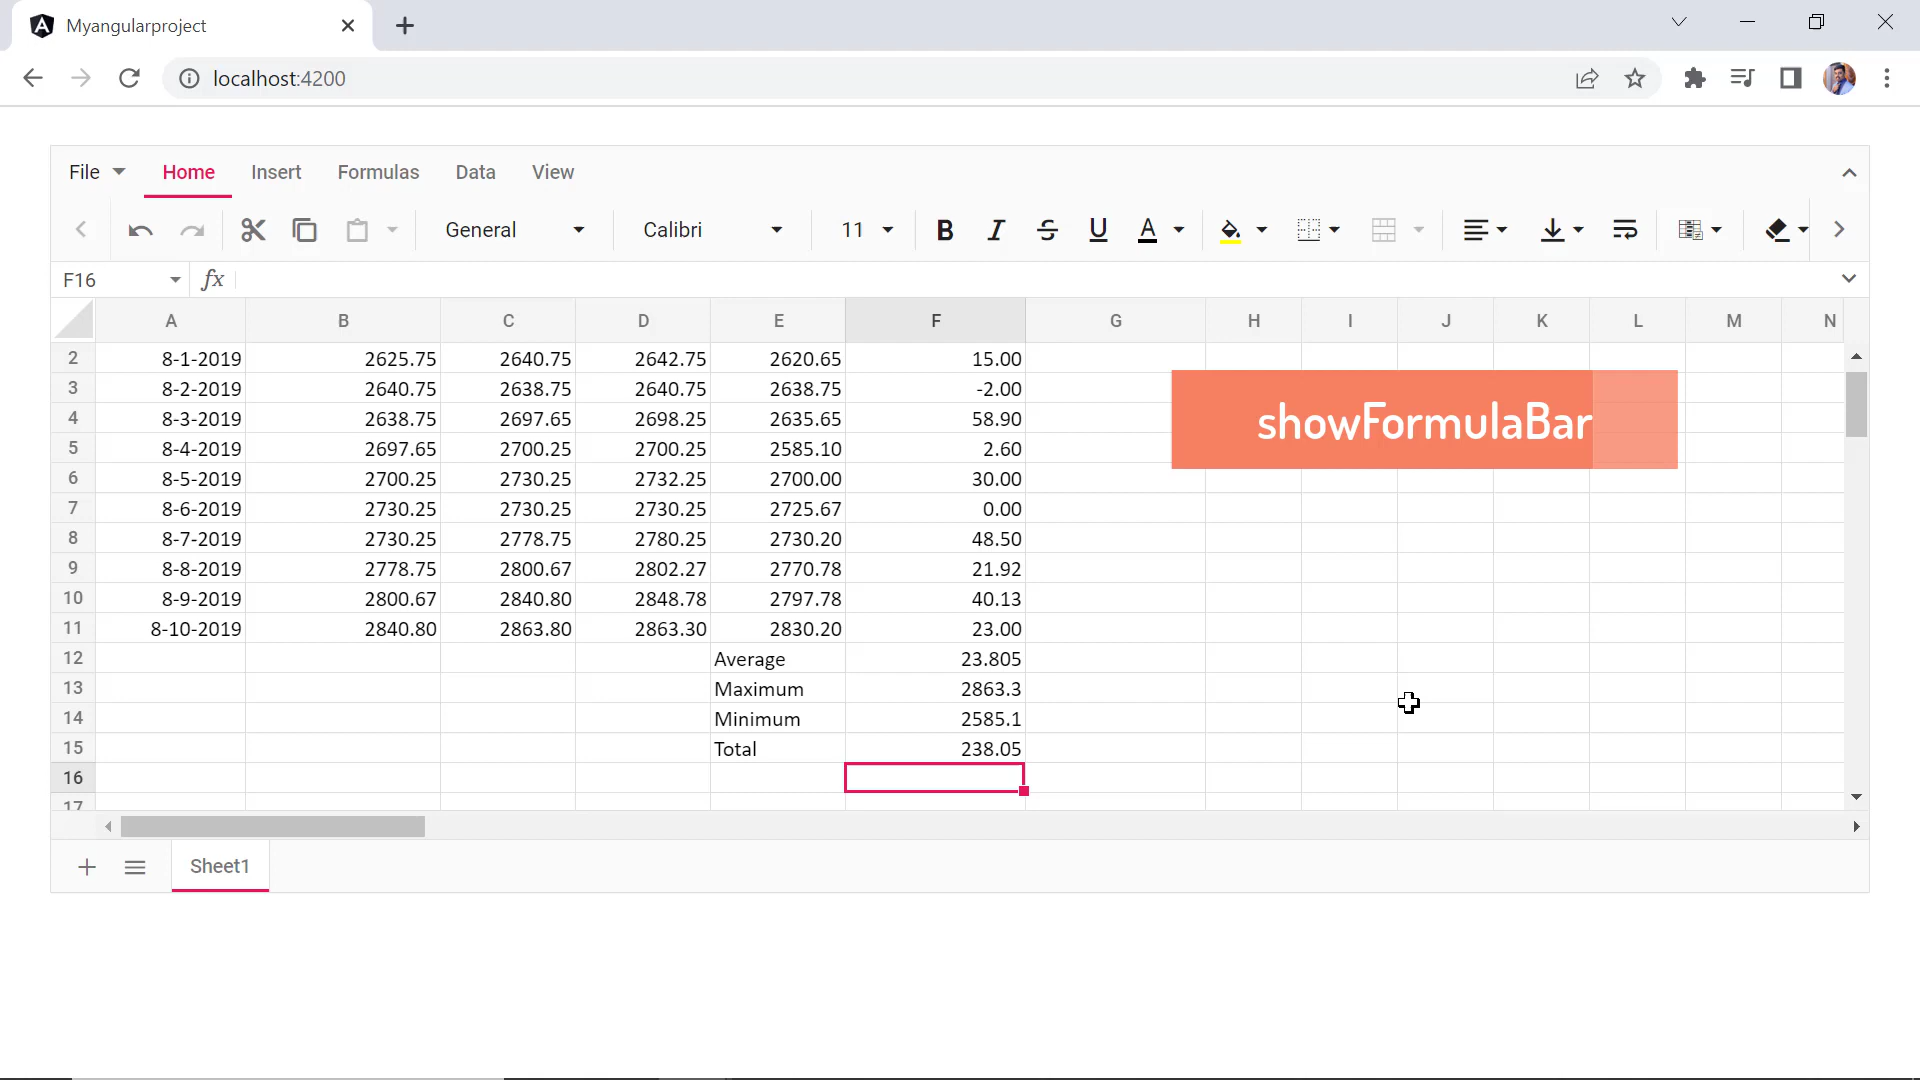 Myangularproject
localhost:4200
File Home Insert Formulas Data View
General Calibri 11 B I S U A
F16 fx
A B C D E F G H I J K L M N
2 8-1-2019 2625.75 2640.75 2642.75 2620.65 15.00
3 8-2-2019 2640.75 2638.75 2640.75 2638.75 -2.00
4 8-3-2019 2638.75 2697.65 2698.25 2635.65 58.90
showFormulaBar
5 8-4-2019 2697.65 2700.25 2700.25 2585.10 2.60
6 8-5-2019 2700.25 2730.25 2732.25 2700.00 30.00
7 8-6-2019 2730.25 2730.25 2730.25 2725.67 0.00
8 8-7-2019 2730.25 2778.75 2780.25 2730.20 48.50
9 8-8-2019 2778.75 2800.67 2802.27 2770.78 21.92
10 8-9-2019 2800.67 2840.80 2848.78 2797.78 40.13
11 8-10-2019 2840.80 2863.80 2863.30 2830.20 23.00
12 Average 23.805
13 Maximum 2863.3
14 Minimum 2585.1
15 Total 238.05
16
17
Sheet1